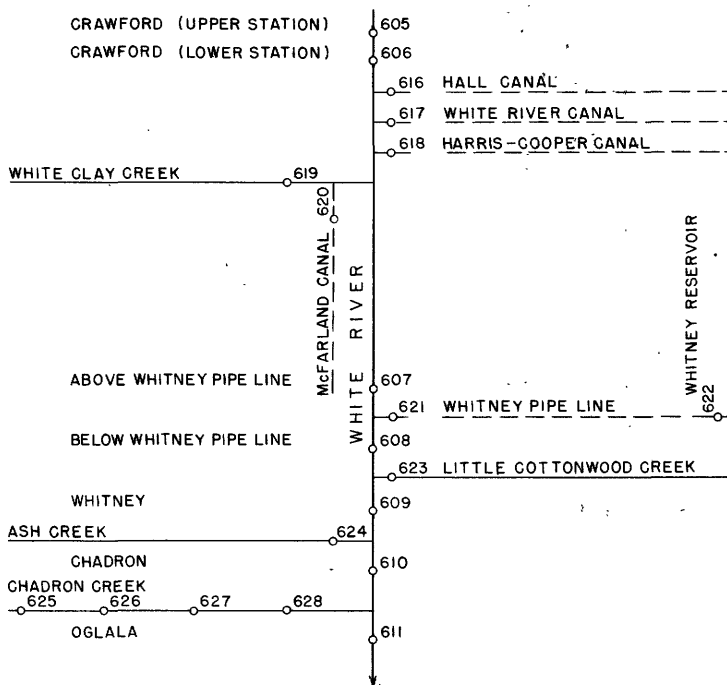 CRAWFORD (UPPER STATION) 605
CRAWFORD (LOWER STATION) 606
616 HALL CANAL
617 WHITE RIVER CANAL
618 HARRIS-COOPER CANAL
WHITE CLAY CREEK 619
620
McFARLAND CANAL
WHITE RIVER
WHITNEY RESERVOIR
622
ABOVE WHITNEY PIPE LINE 607
621 WHITNEY PIPE LINE
BELOW WHITNEY PIPE LINE 608
623 LITTLE COTTONWOOD CREEK
WHITNEY 609
ASH CREEK 624
CHADRON 610
CHADRON CREEK
625 626 627 628
OGLALA 611